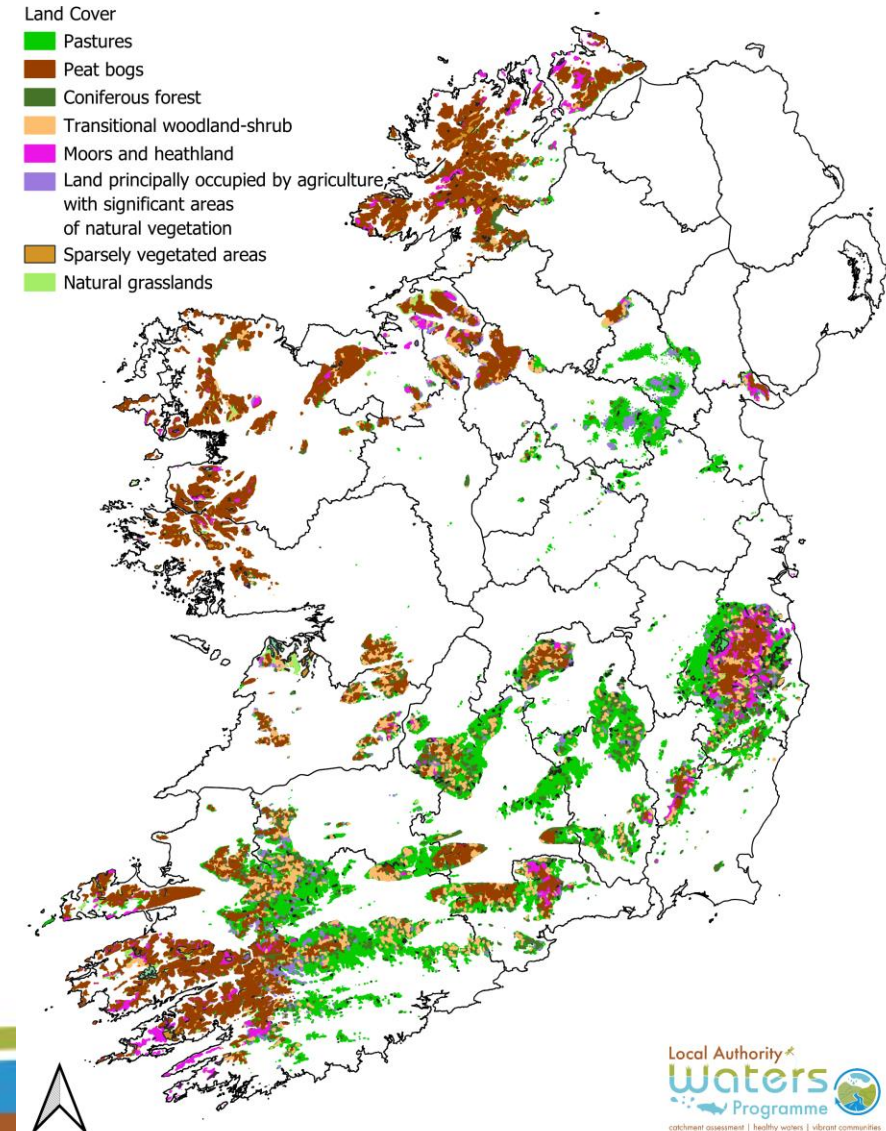 Land Cover
Pastures
Peat bogs
Coniferous forest
Transitional woodland-shrub
Moors and heathland
Land principally occupied by agriculture
with significant areas
of natural vegetation
Sparsely vegetated areas
Natural grasslands
Local Authority
waters
Programme
catchment assessment | healthy waters | vibrant communities